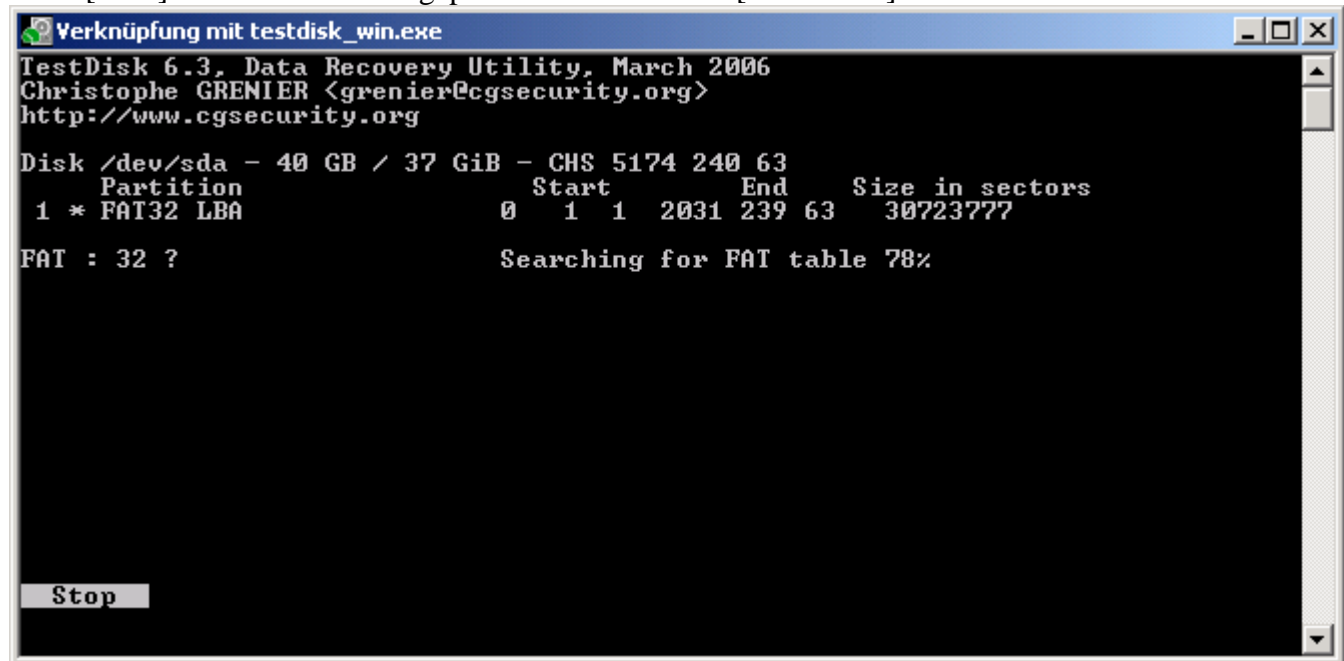 Verknüpfung mit testdisk_win.exe
TestDisk 6.3, Data Recovery Utility, March 2006
Christophe GRENIER <grenier@cgsecurity.org>
http://www.cgsecurity.org
Disk /dev/sda - 40 GB / 37 GiB - CHS 5174 240 63
Partition Start End Size in sectors
1 * FAT32 LBA 0 1 1 2031 239 63 30723777
FAT : 32 ? Searching for FAT table 78%
Stop